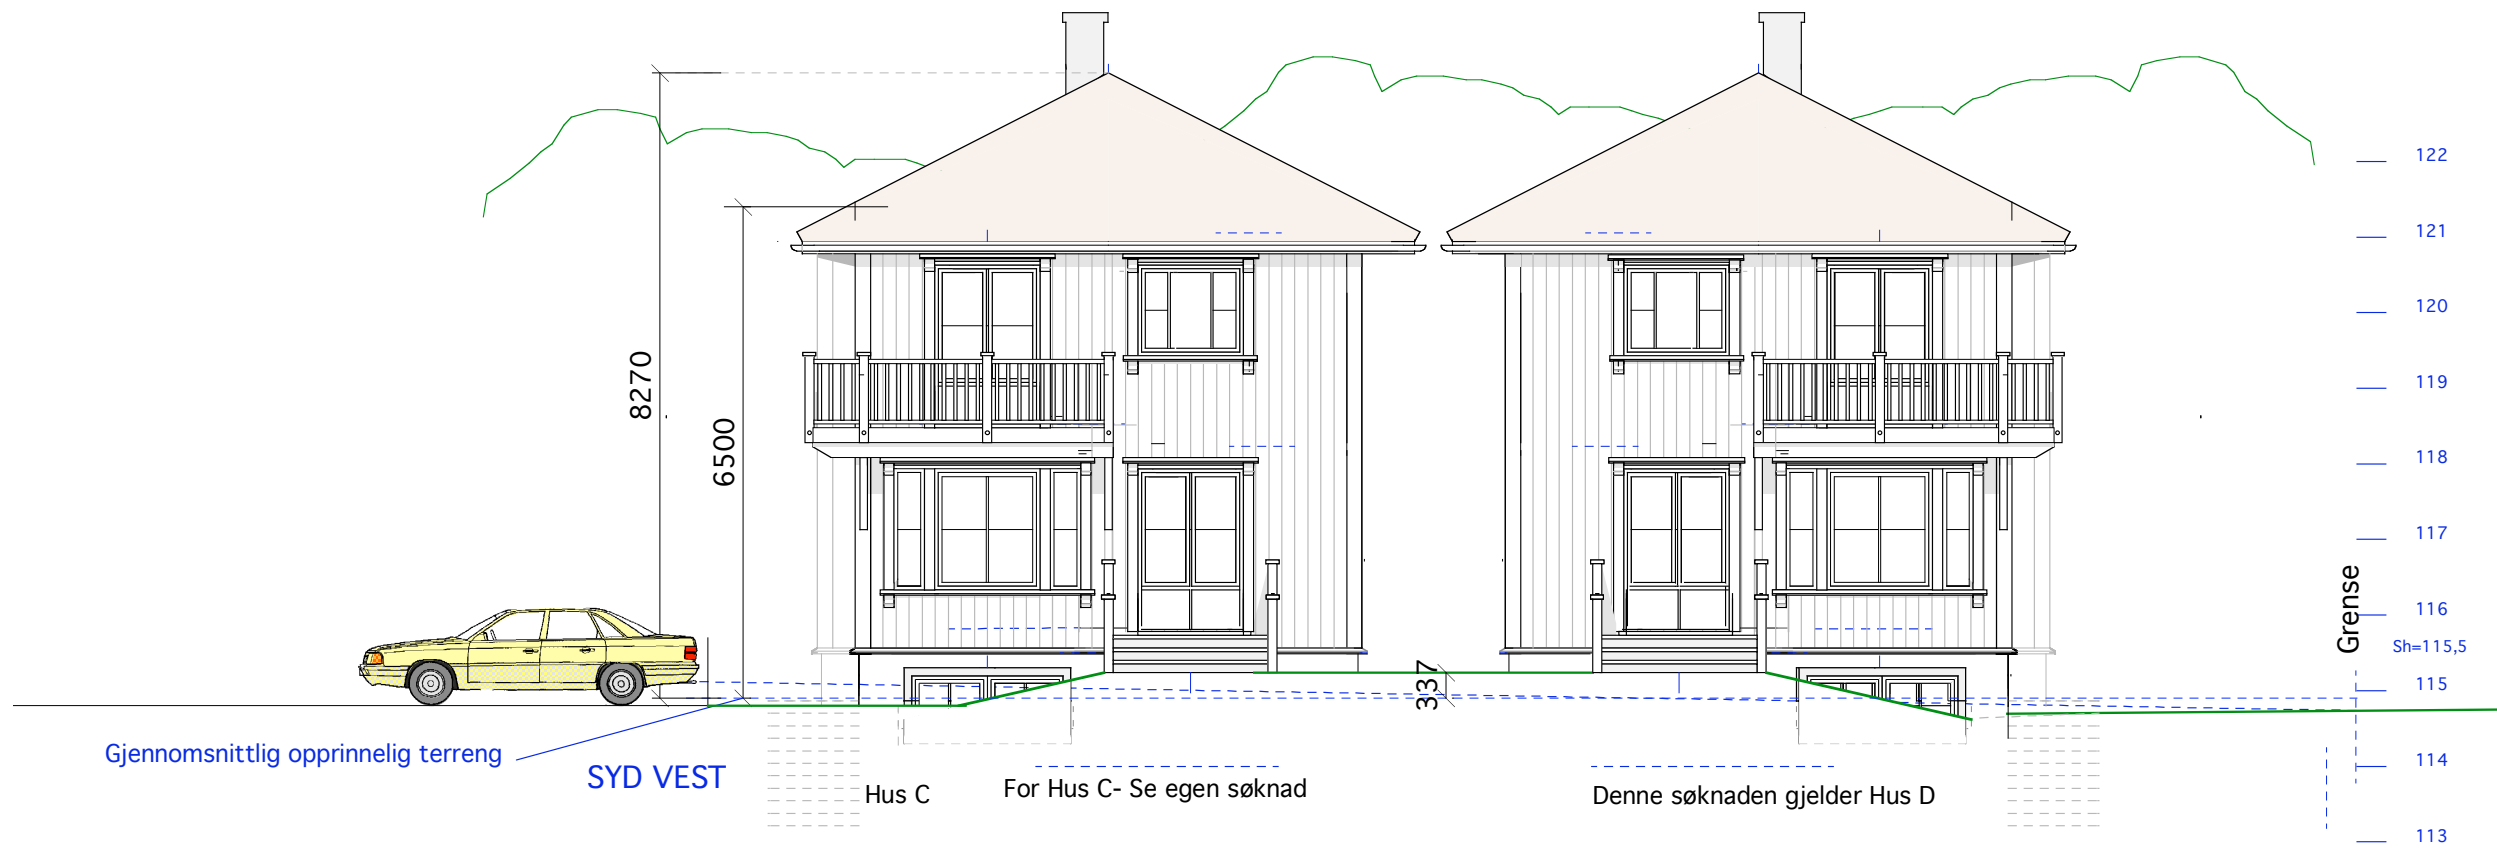 122
121
120
119
118
117
116
Sh=115,5
115
114
113
Grense
8270
6500
337
Gjennomsnittlig opprinnelig terreng
SYD VEST
Hus C
For Hus C- Se egen søknad
Denne søknaden gjelder Hus D